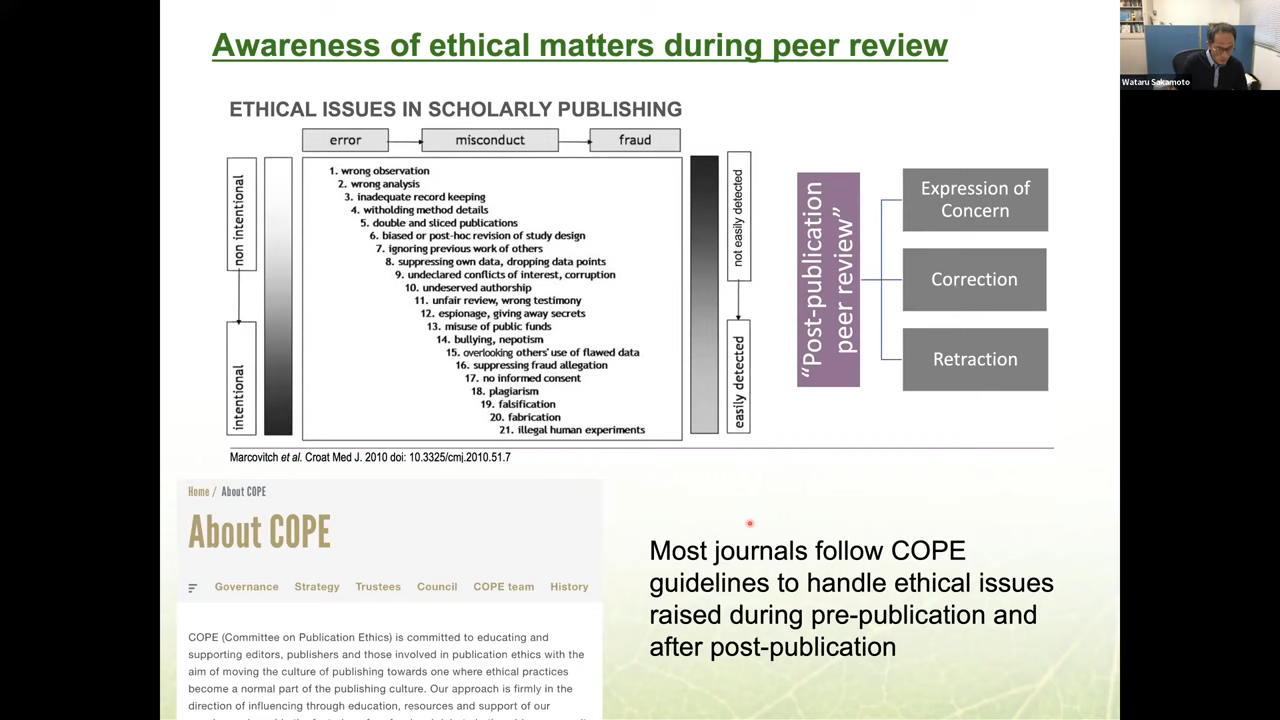 Awareness of ethical matters during peer review
Wataru Sakamoto
ETHICAL ISSUES IN SCHOLARLY PUBLISHING
error
misconduct
fraud
non intentional
intentional
1. wrong observation
2. wrong analysis
3. inadequate record keeping
4. witholding method details
5. double and sliced publications
6. biased or post-hoc revision of study design
7. ignoring previous work of others
8. suppressing own data, dropping data points
9. undeclared conflicts of interest, corruption
10. undeserved authorship
11. unfair review, wrong testimony
12. espionage, giving away secrets
13. misuse of public funds
14. bullying, nepotism
15. overlooking others' use of flawed data
16. suppressing fraud allegation
17. no informed consent
18. plagiarism
19. falsification
20. fabrication
21. illegal human experiments
not easily detected
easily detected
“Post-publication
peer review”
Expression of
Concern
Correction
Retraction
Marcovitch et al. Croat Med J. 2010 doi: 10.3325/cmj.2010.51.7
Home / About COPE
About COPE
Governance Strategy Trustees Council COPE team History
COPE (Committee on Publication Ethics) is committed to educating and
supporting editors, publishers and those involved in publication ethics with the
aim of moving the culture of publishing towards one where ethical practices
become a normal part of the publishing culture. Our approach is firmly in the
direction of influencing through education, resources and support of our
Most journals follow COPE
guidelines to handle ethical issues
raised during pre-publication and
after post-publication